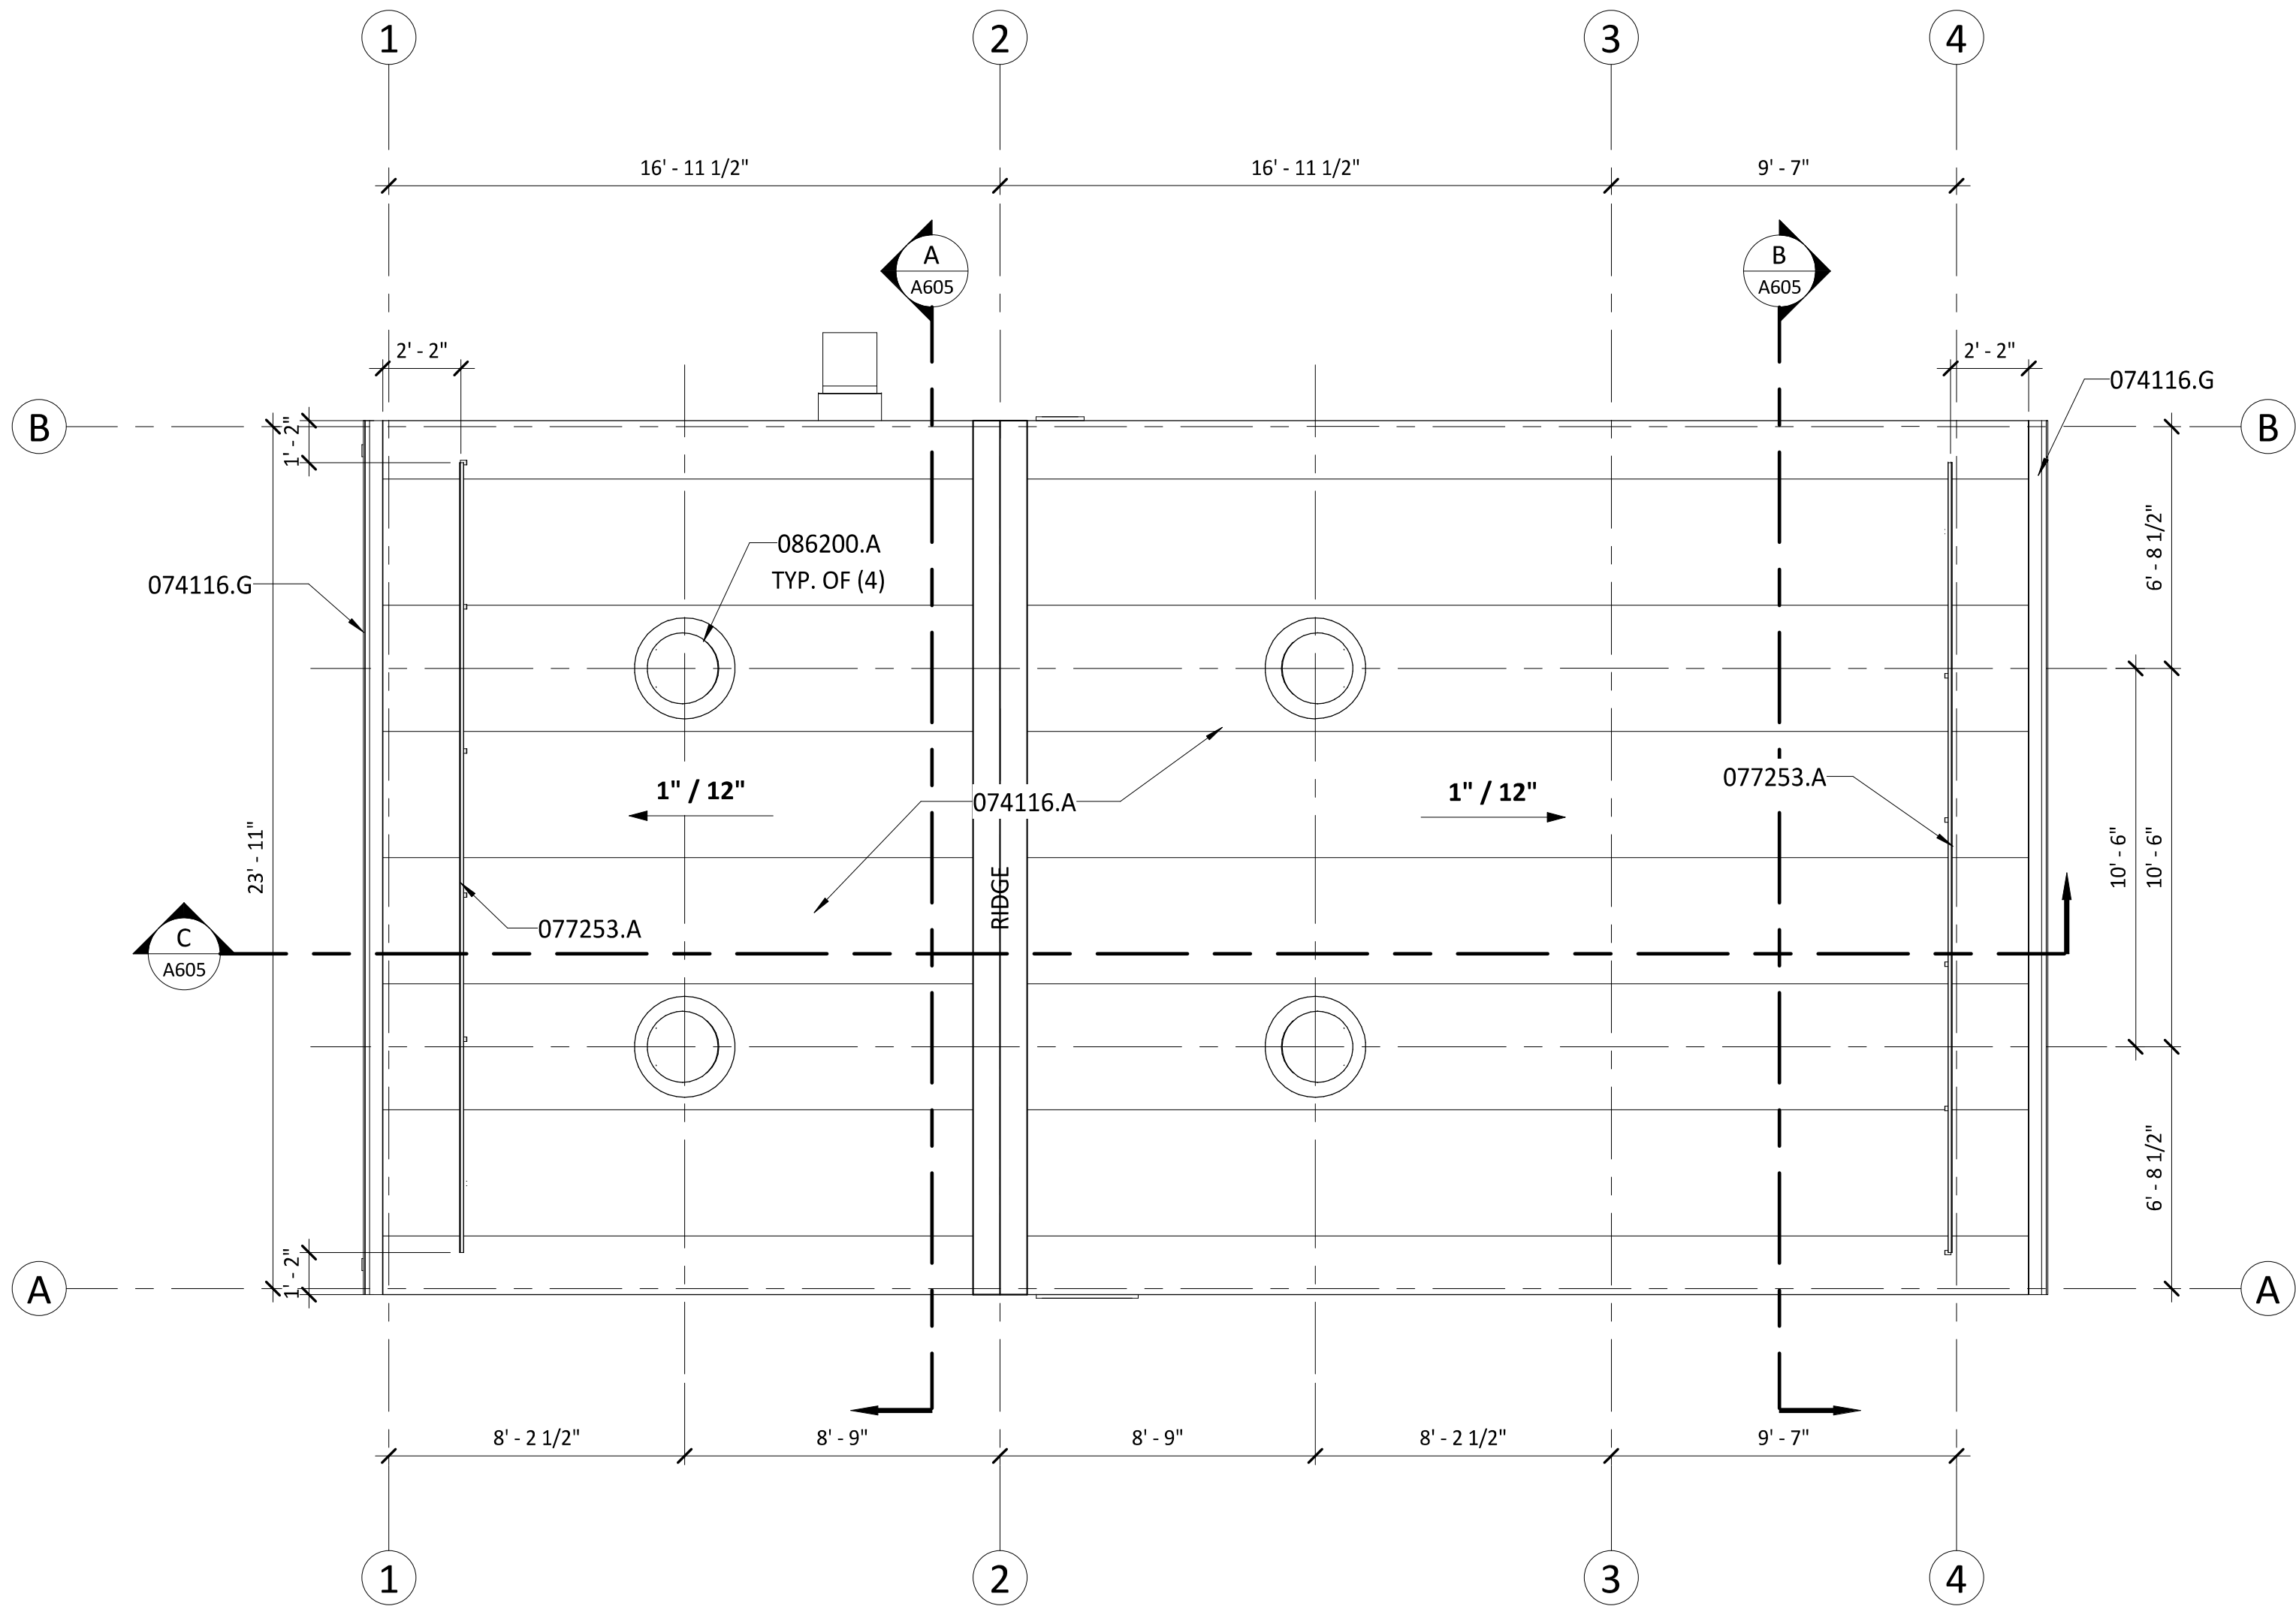 1 2 3 4
16' - 11 1/2" 16' - 11 1/2" 9' - 7"
A B
A605 A605
2' - 2" 2' - 2"
074116.G
B B
1' - 2"
6' - 8 1/2"
086200.A
TYP. OF (4)
074116.G
1" / 12" 074116.A 1" / 12" 077253.A
23' - 11"
10' - 6" 10' - 6"
RIDGE
077253.A
C
A605
6' - 8 1/2"
1' - 2"
A A
8' - 2 1/2" 8' - 9" 8' - 9" 8' - 2 1/2" 9' - 7"
1 2 3 4